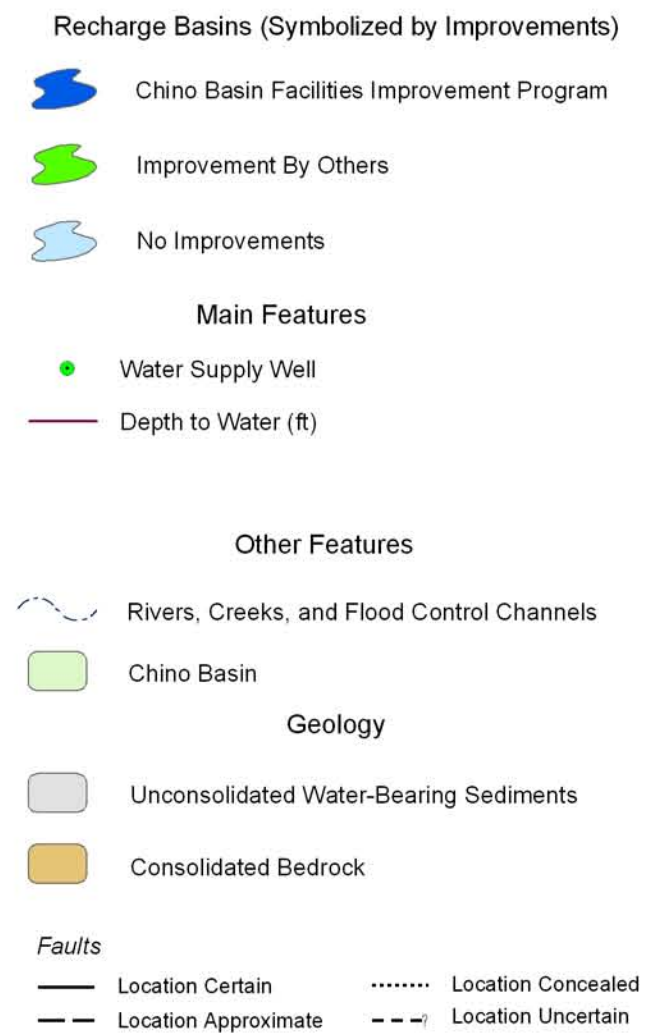 Recharge Basins (Symbolized by Improvements)
Chino Basin Facilities Improvement Program
Improvement By Others
No Improvements
Main Features
Water Supply Well
Depth to Water (ft)
Other Features
Rivers, Creeks, and Flood Control Channels
Chino Basin
Geology
Unconsolidated Water-Bearing Sediments
Consolidated Bedrock
Faults
Location Certain
Location Concealed
Location Approximate
? Location Uncertain